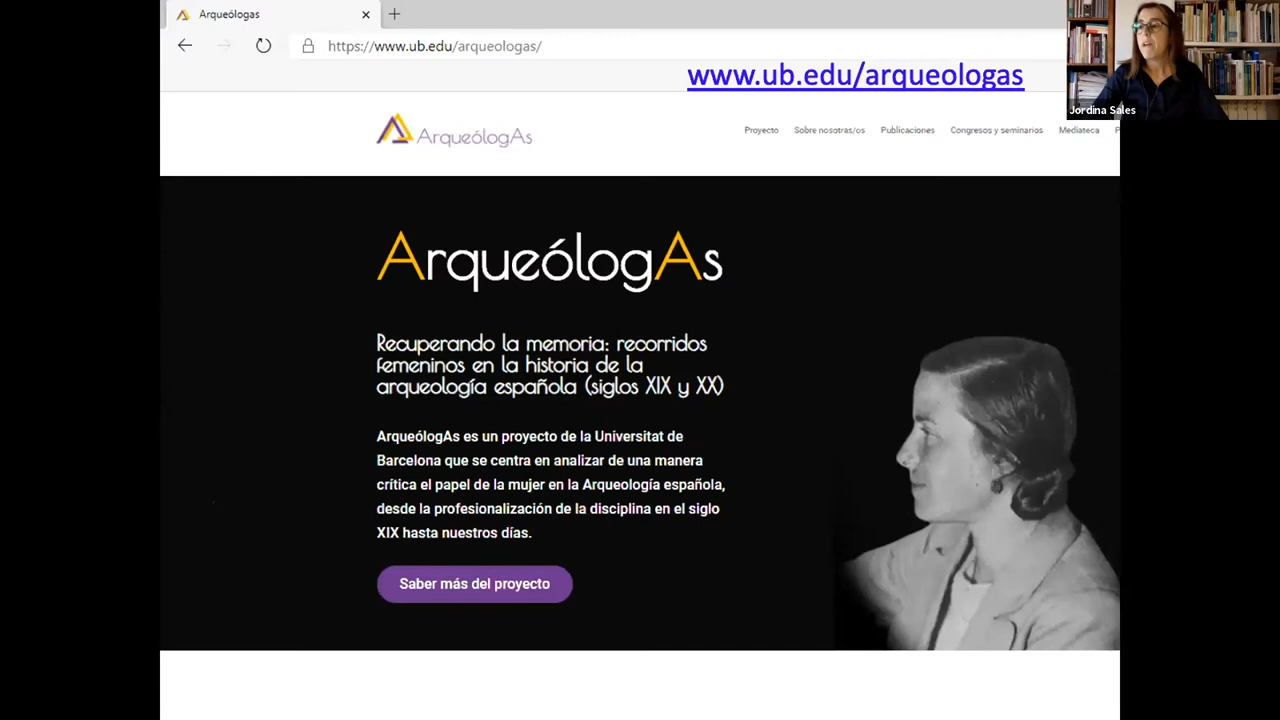 Arqueólogas
https://www.ub.edu/arqueologas/
www.ub.edu/arqueologas
Jordina Sales
ArqueólogAs
Proyecto Sobre nosotras/os Publicaciones Congresos y seminarios Mediateca P
ArqueólogAs
Recuperando la memoria: recorridos
femeninos en la historia de la
arqueología española (siglos XIX y XX)
ArqueólogAs es un proyecto de la Universitat de
Barcelona que se centra en analizar de una manera
crítica el papel de la mujer en la Arqueología española,
desde la profesionalización de la disciplina en el siglo
XIX hasta nuestros días.
Saber más del proyecto